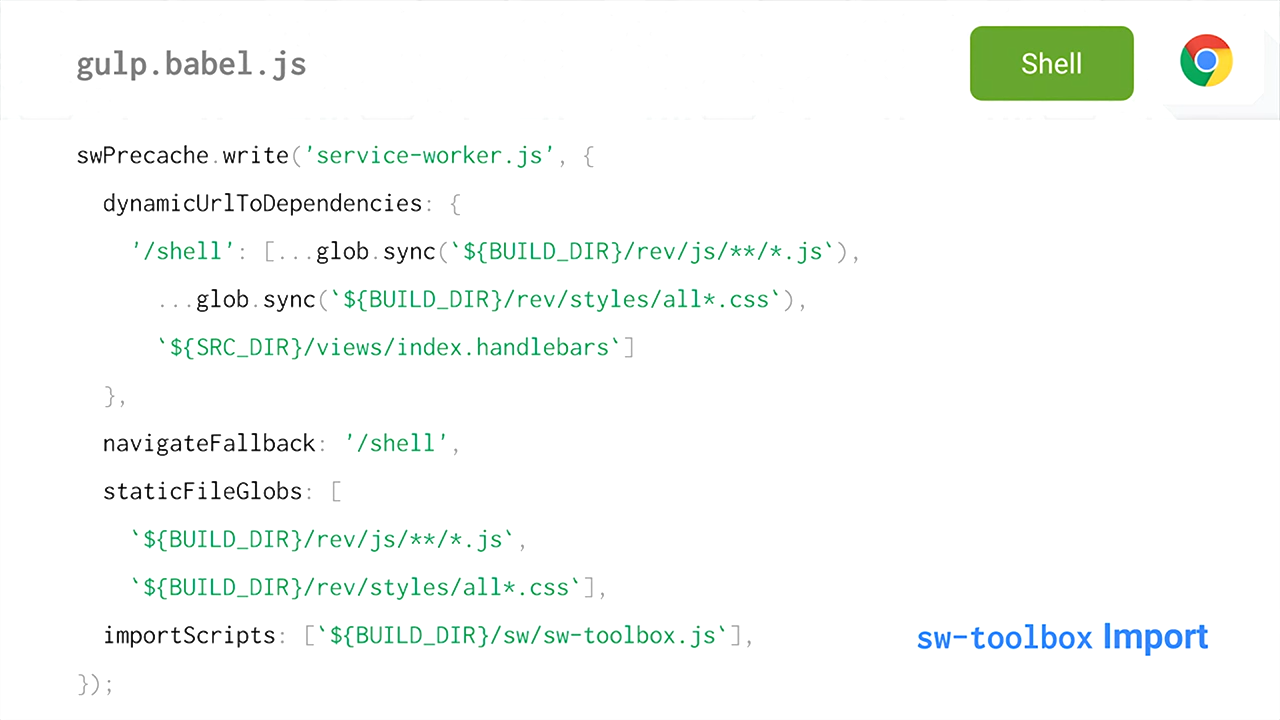 gulp.babel.js
Shell
swPrecache.write('service-worker.js', {
dynamicUrlToDependencies: {
'/shell': [...glob.sync(`${BUILD_DIR}/rev/js/**/*.js`),
...glob.sync(`${BUILD_DIR}/rev/styles/all*.css`),
`${SRC_DIR}/views/index.handlebars`]
},
navigateFallback: '/shell',
staticFileGlobs: [
`${BUILD_DIR}/rev/js/**/*.js`,
`${BUILD_DIR}/rev/styles/all*.css`],
importScripts: [`${BUILD_DIR}/sw/sw-toolbox.js`],
sw-toolbox Import
});